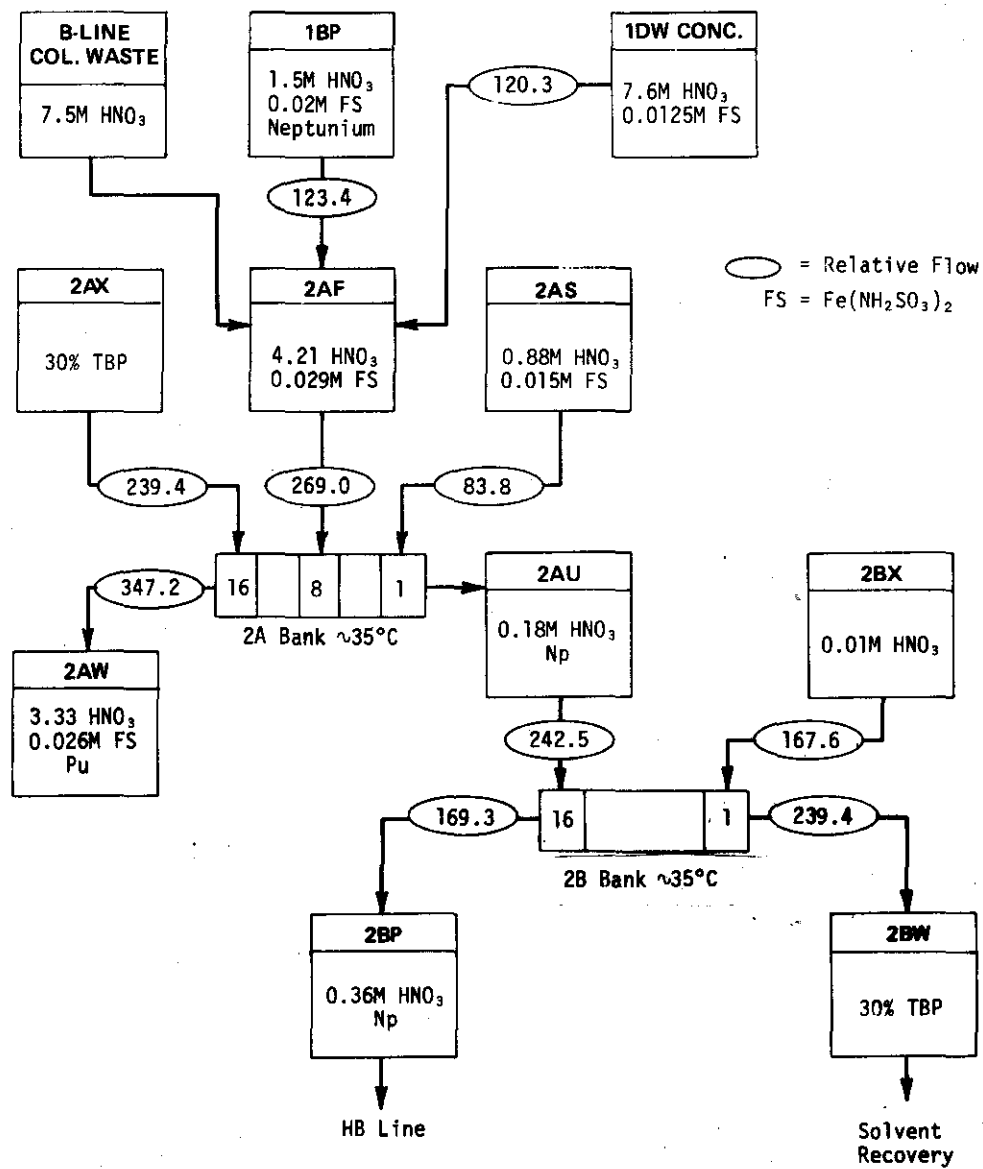 B-LINE
COL. WASTE
7.5M HNO₃
1BP
1.5M HNO₃
0.02M FS
Neptunium
1DW CONC.
7.6M HNO₃
0.0125M FS
120.3
123.4
= Relative Flow
FS = Fe(NH₂SO₃)₂
2AX
30% TBP
2AF
4.21 HNO₃
0.029M FS
2AS
0.88M HNO₃
0.015M FS
239.4
269.0
83.8
16 8 1
2A Bank ~35°C
347.2
2AW
3.33 HNO₃
0.026M FS
Pu
2AU
0.18M HNO₃
Np
2BX
0.01M HNO₃
242.5
167.6
16 1
2B Bank ~35°C
169.3
239.4
2BP
0.36M HNO₃
Np
2BW
30% TBP
HB Line
Solvent
Recovery